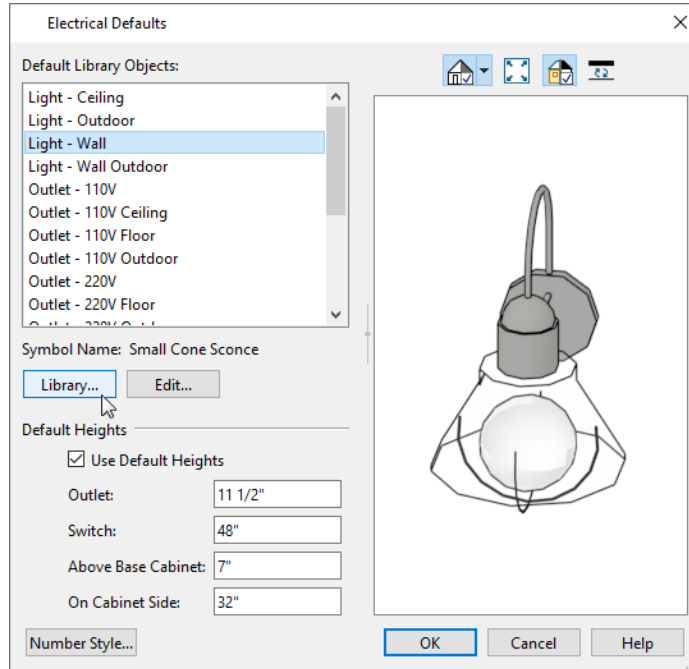 Electrical Defaults
Default Library Objects:
Light - Ceiling
Light - Outdoor
Light - Wall
Light - Wall Outdoor
Outlet - 110V
Outlet - 110V Ceiling
Outlet - 110V Floor
Outlet - 110V Outdoor
Outlet - 220V
Outlet - 220V Floor
Symbol Name: Small Cone Sconce
Library... Edit...
Default Heights
Use Default Heights
Outlet: 11 1/2"
Switch: 48"
Above Base Cabinet: 7"
On Cabinet Side: 32"
Number Style... OK Cancel Help